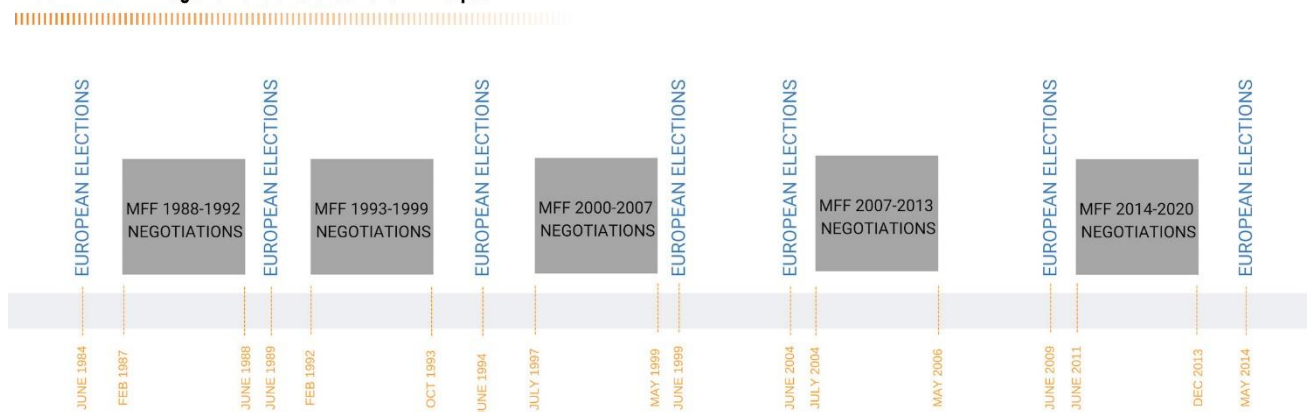 EUROPEAN ELECTIONS
MFF 1988-1992
NEGOTIATIONS
EUROPEAN ELECTIONS
MFF 1993-1999
NEGOTIATIONS
EUROPEAN ELECTIONS
MFF 2000-2007
NEGOTIATIONS
EUROPEAN ELECTIONS
EUROPEAN ELECTIONS
MFF 2007-2013
NEGOTIATIONS
EUROPEAN ELECTIONS
MFF 2014-2020
NEGOTIATIONS
EUROPEAN ELECTIONS
JUNE 1984
FEB 1987
JUNE 1988
JUNE 1989
FEB 1992
OCT 1993
JUNE 1994
JULY 1997
MAY 1999
JUNE 1999
JUNE 2004
JULY 2004
MAY 2006
JUNE 2009
JUNE 2011
DEC 2013
MAY 2014